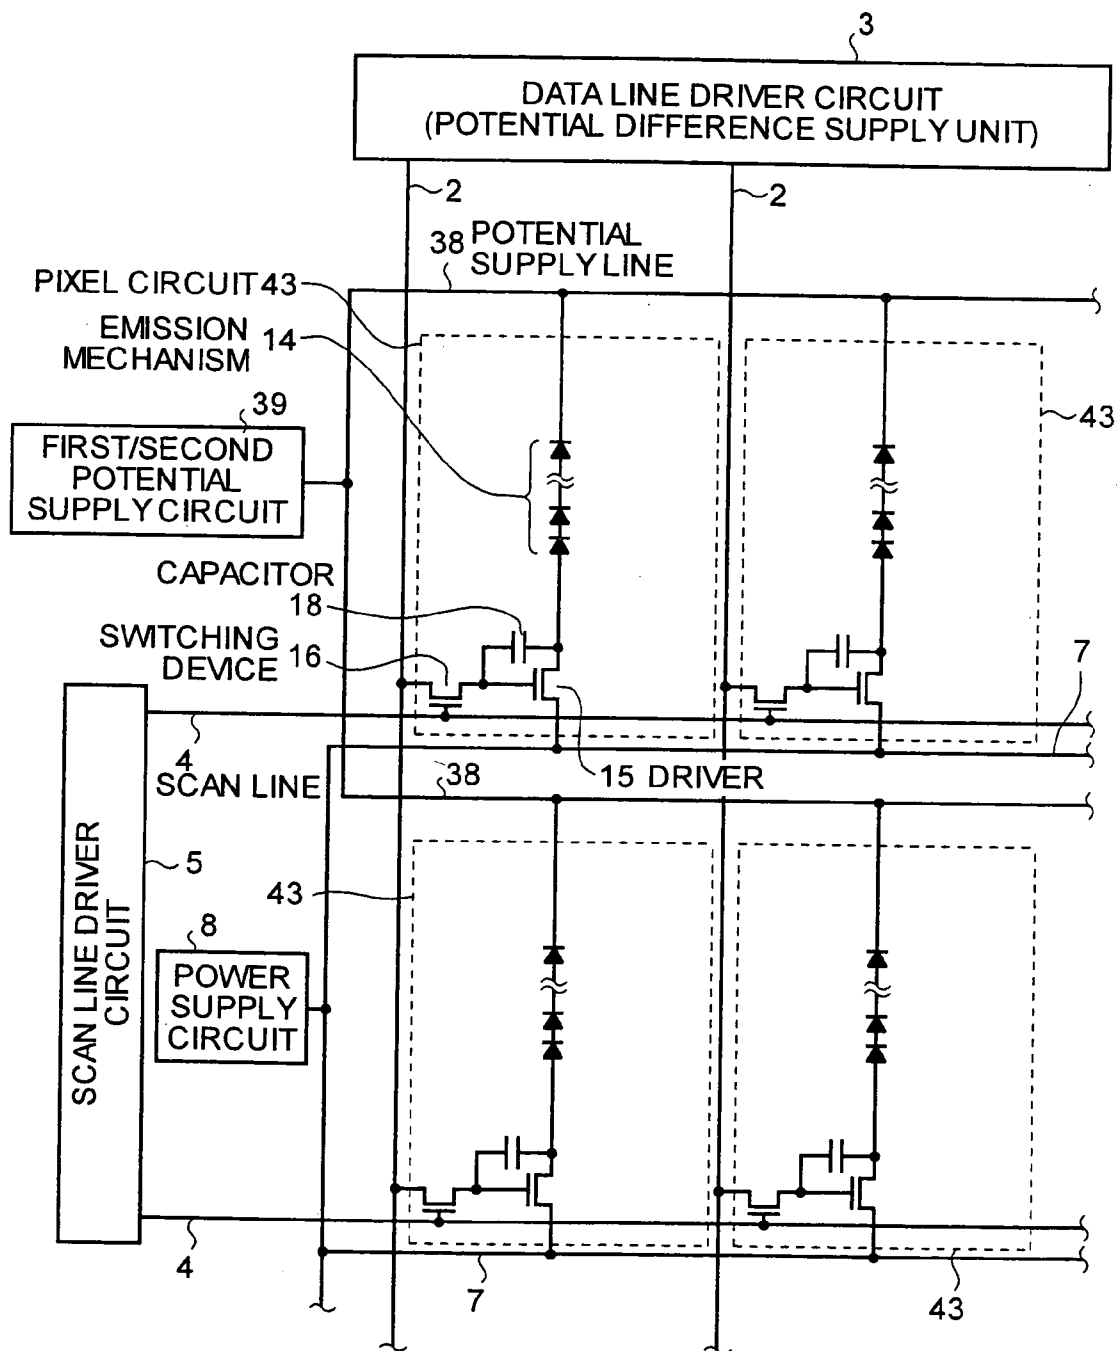 3
DATA LINE DRIVER CIRCUIT
(POTENTIAL DIFFERENCE SUPPLY UNIT)
2
2
38 POTENTIAL
SUPPLY LINE
PIXEL CIRCUIT 43
EMISSION
MECHANISM 14
39
FIRST/SECOND
POTENTIAL
SUPPLY CIRCUIT
43
CAPACITOR
18
SWITCHING
DEVICE 16
7
4
SCAN LINE
38
15 DRIVER
SCAN LINE DRIVER
CIRCUIT
5
43
8
POWER
SUPPLY
CIRCUIT
4
7
43